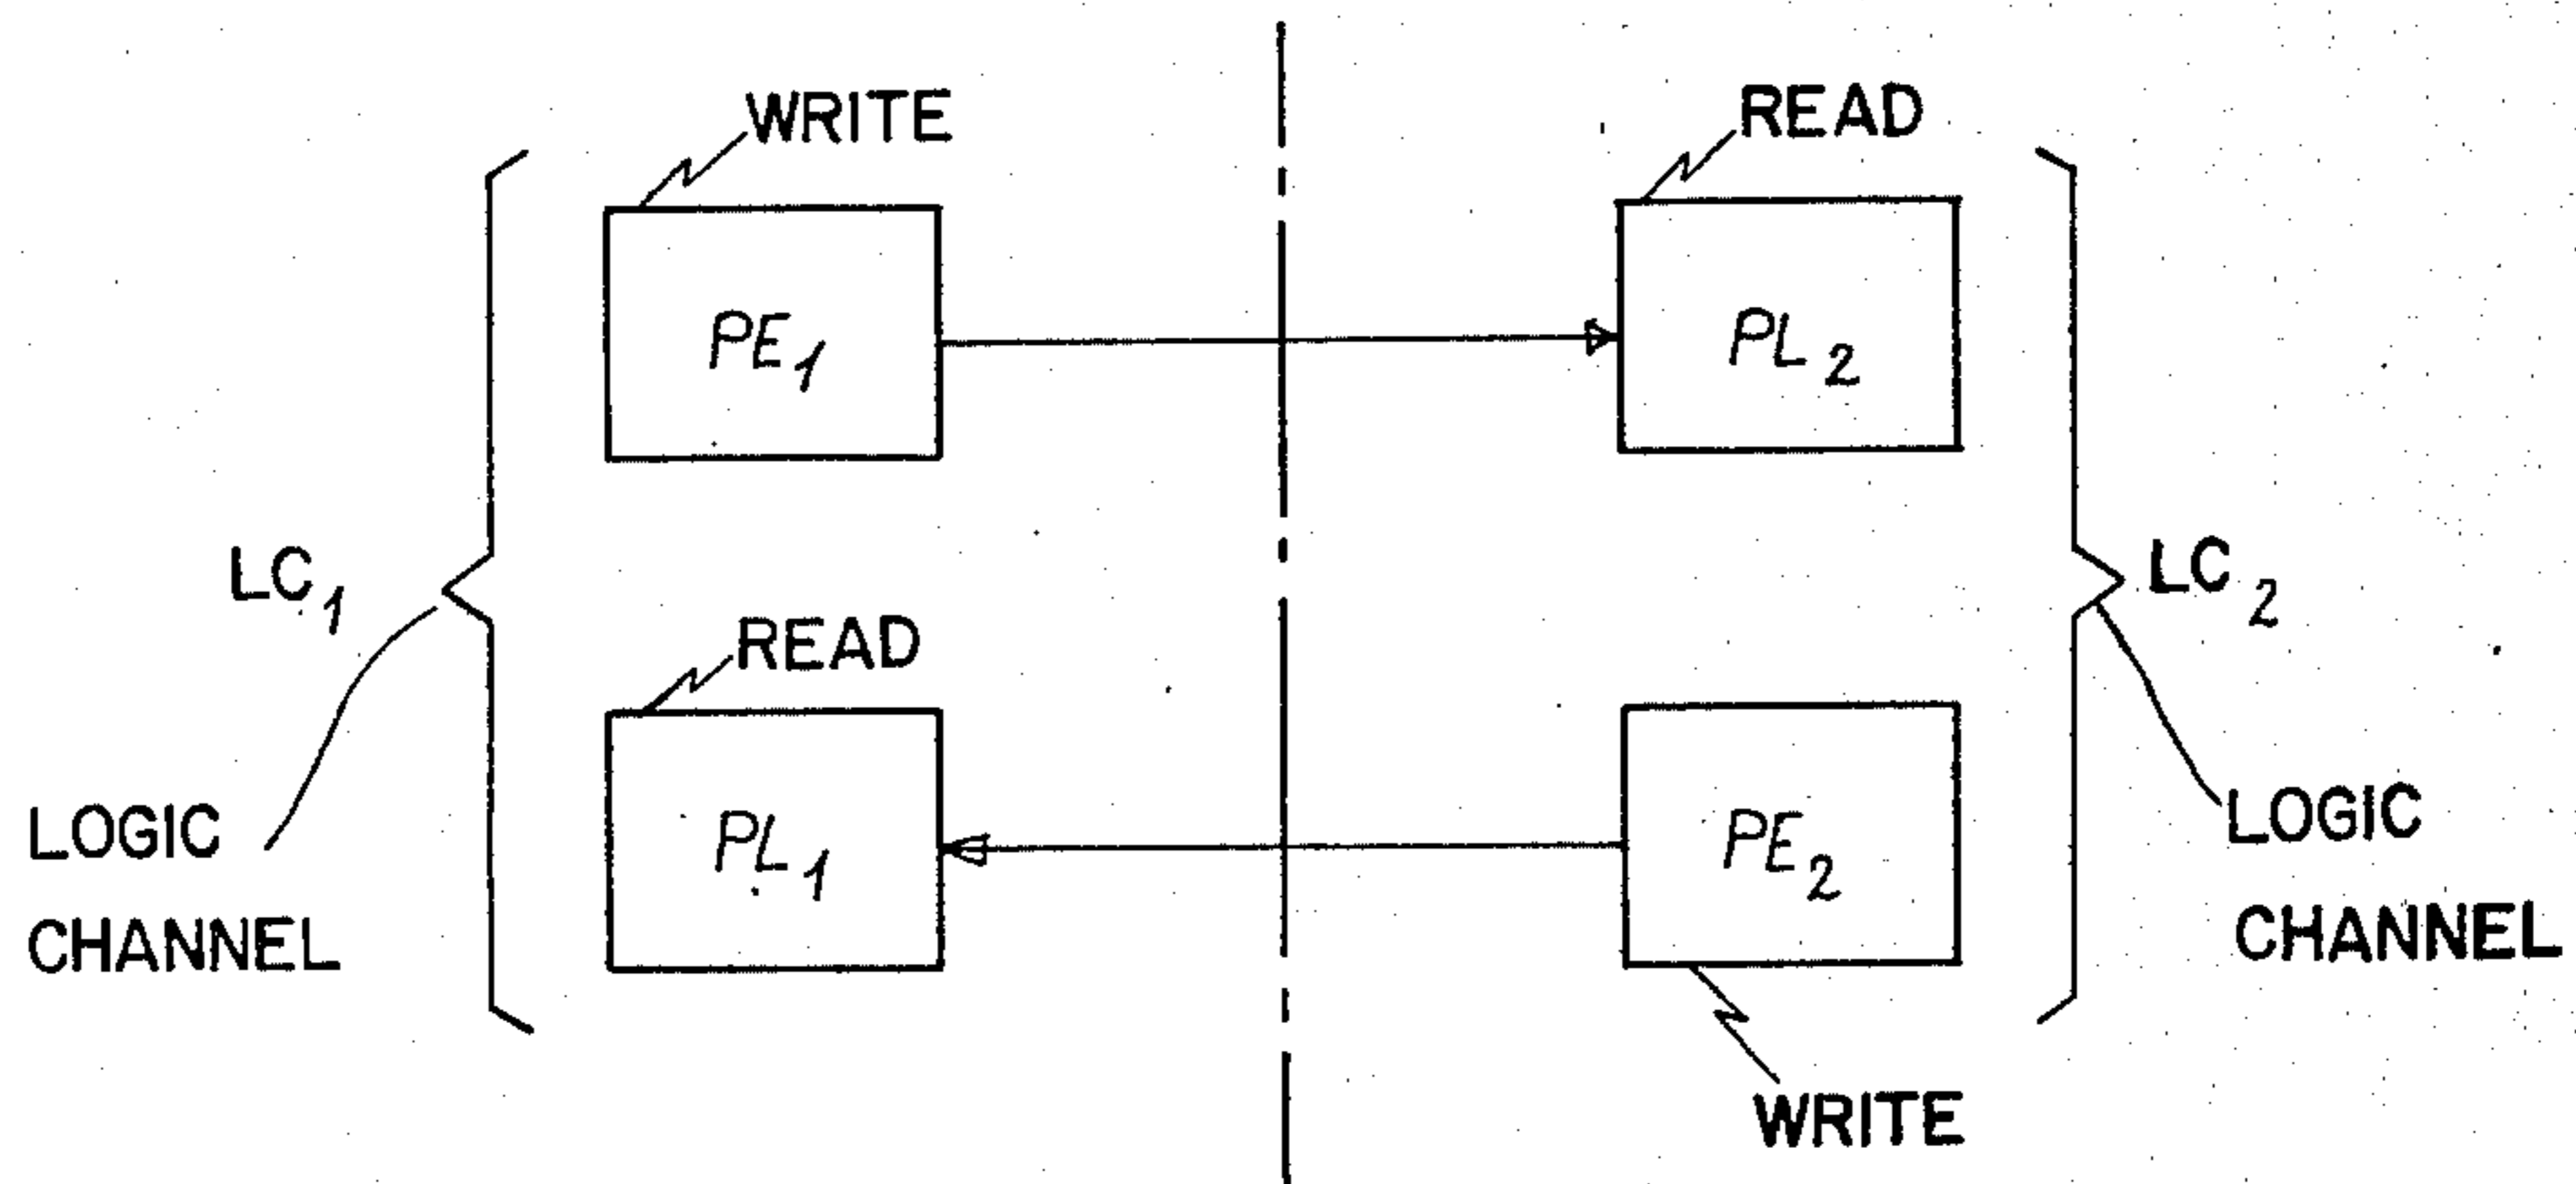 WRITE
READ
PE₁
PL₂
LC₁
LC₂
READ
PL₁
PE₂
LOGIC
CHANNEL
LOGIC
CHANNEL
WRITE